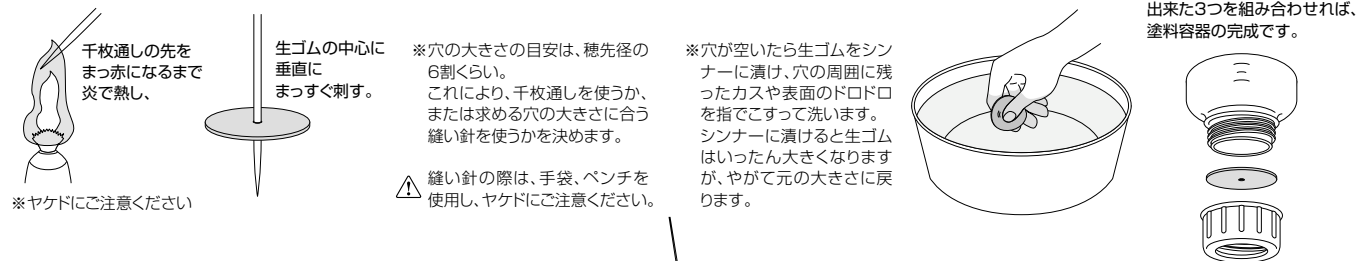 千枚通しの先を
まっ赤になるまで
炎で熱し、
※ヤケドにご注意ください
生ゴムの中心に
垂直に
まっすぐ刺す。
※穴の大きさの目安は、穂先径の
6割くらい。
これにより、千枚通しを使うか、
または求める穴の大きさに合う
縫い針を使うかを決めます。
縫い針の際は、手袋、ペンチを
使用し、ヤケドにご注意ください。
※穴が空いたら生ゴムをシン
ナーに漬け、穴の周囲に残
ったカスや表面のドロドロ
を指でこすって洗います。
シンナーに漬けると生ゴム
はいったん大きくなります
が、やがて元の大きさに戻
ります。
出来た3つを組み合わせれば、
塗料容器の完成です。